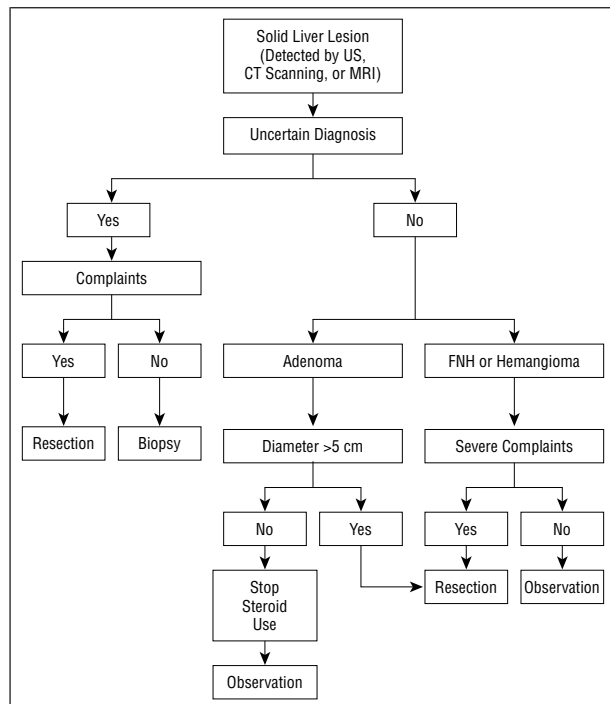 Solid Liver Lesion
(Detected by US,
CT Scanning, or MRI)
Uncertain Diagnosis
Yes
No
Complaints
Yes
No
Adenoma
FNH or Hemangioma
Resection
Biopsy
Diameter >5 cm
Severe Complaints
No
Yes
Yes
No
Stop
Steroid
Use
Resection
Observation
Observation